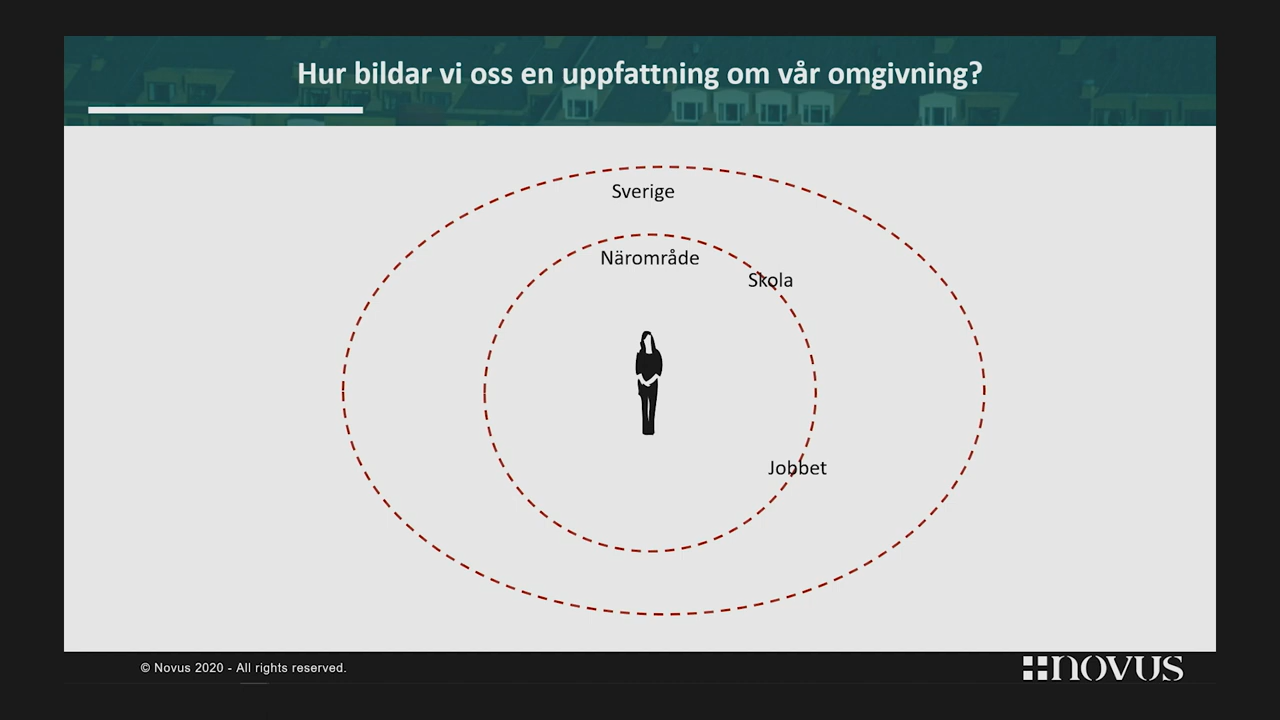 Hur bildar vi oss en uppfattning om vår omgivning?
Sverige
Närområde
Skola
Jobbet
© Novus 2020 - All rights reserved.
novus